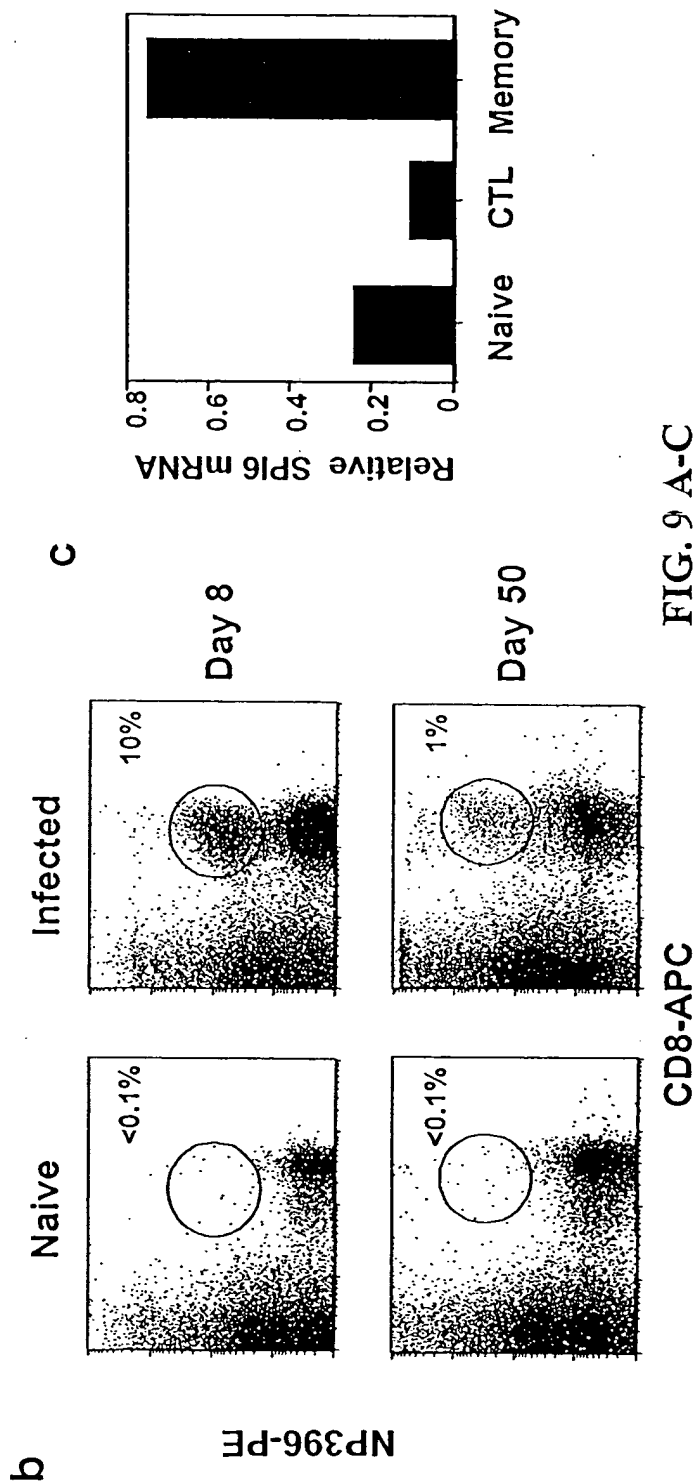 b
Naive
Infected
NP396-PE
<0.1%
10%
Day 8
<0.1%
1%
Day 50
CD8-APC
c
Relative SPI6 mRNA
0.8
0.6
0.4
0.2
0
Naive CTL Memory
FIG. 9 A-C